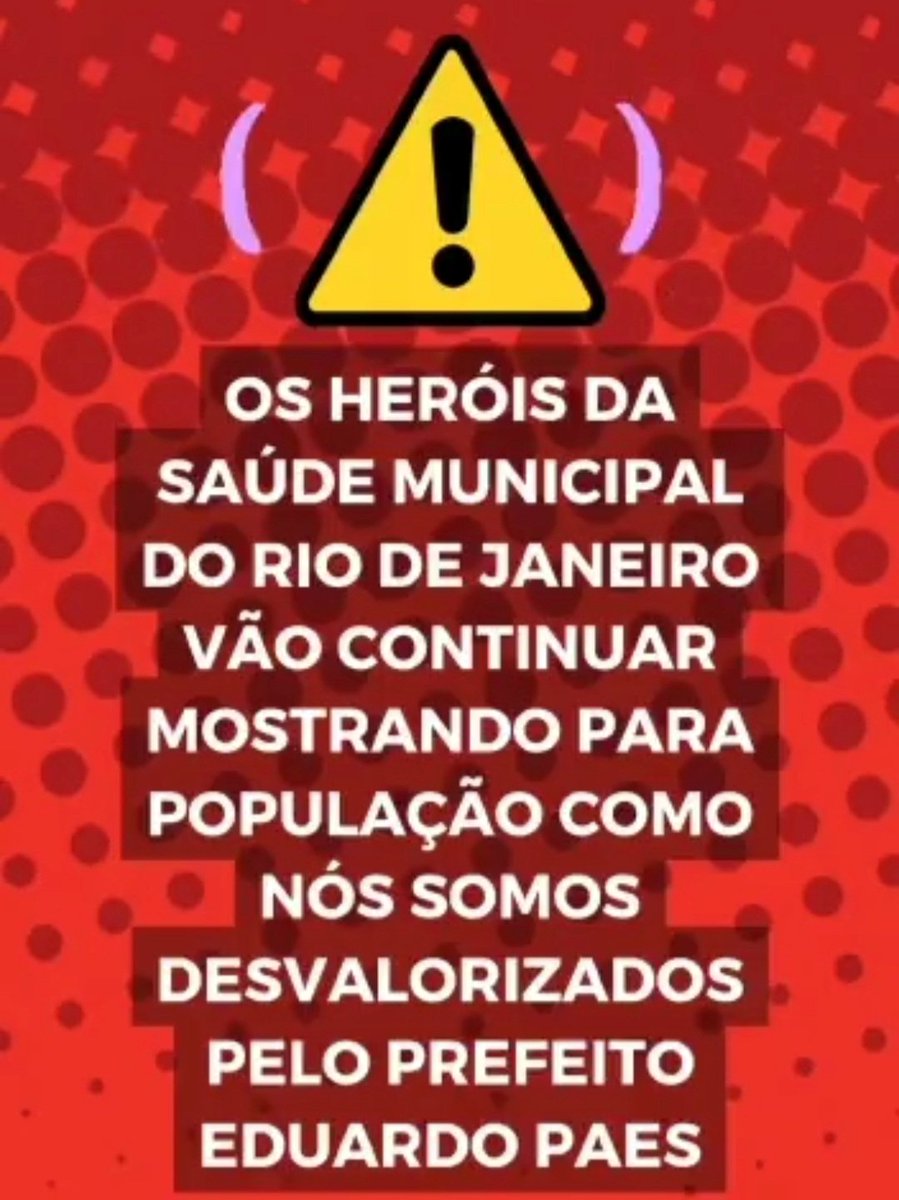 OS HERÓIS DA
SAÚDE MUNICIPAL
DO RIO DE JANEIRO
VÃO CONTINUAR
MOSTRANDO PARA
POPULAÇÃO COMO
NÓS SOMOS
DESVALORIZADOS
PELO PREFEITO
EDUARDO PAES